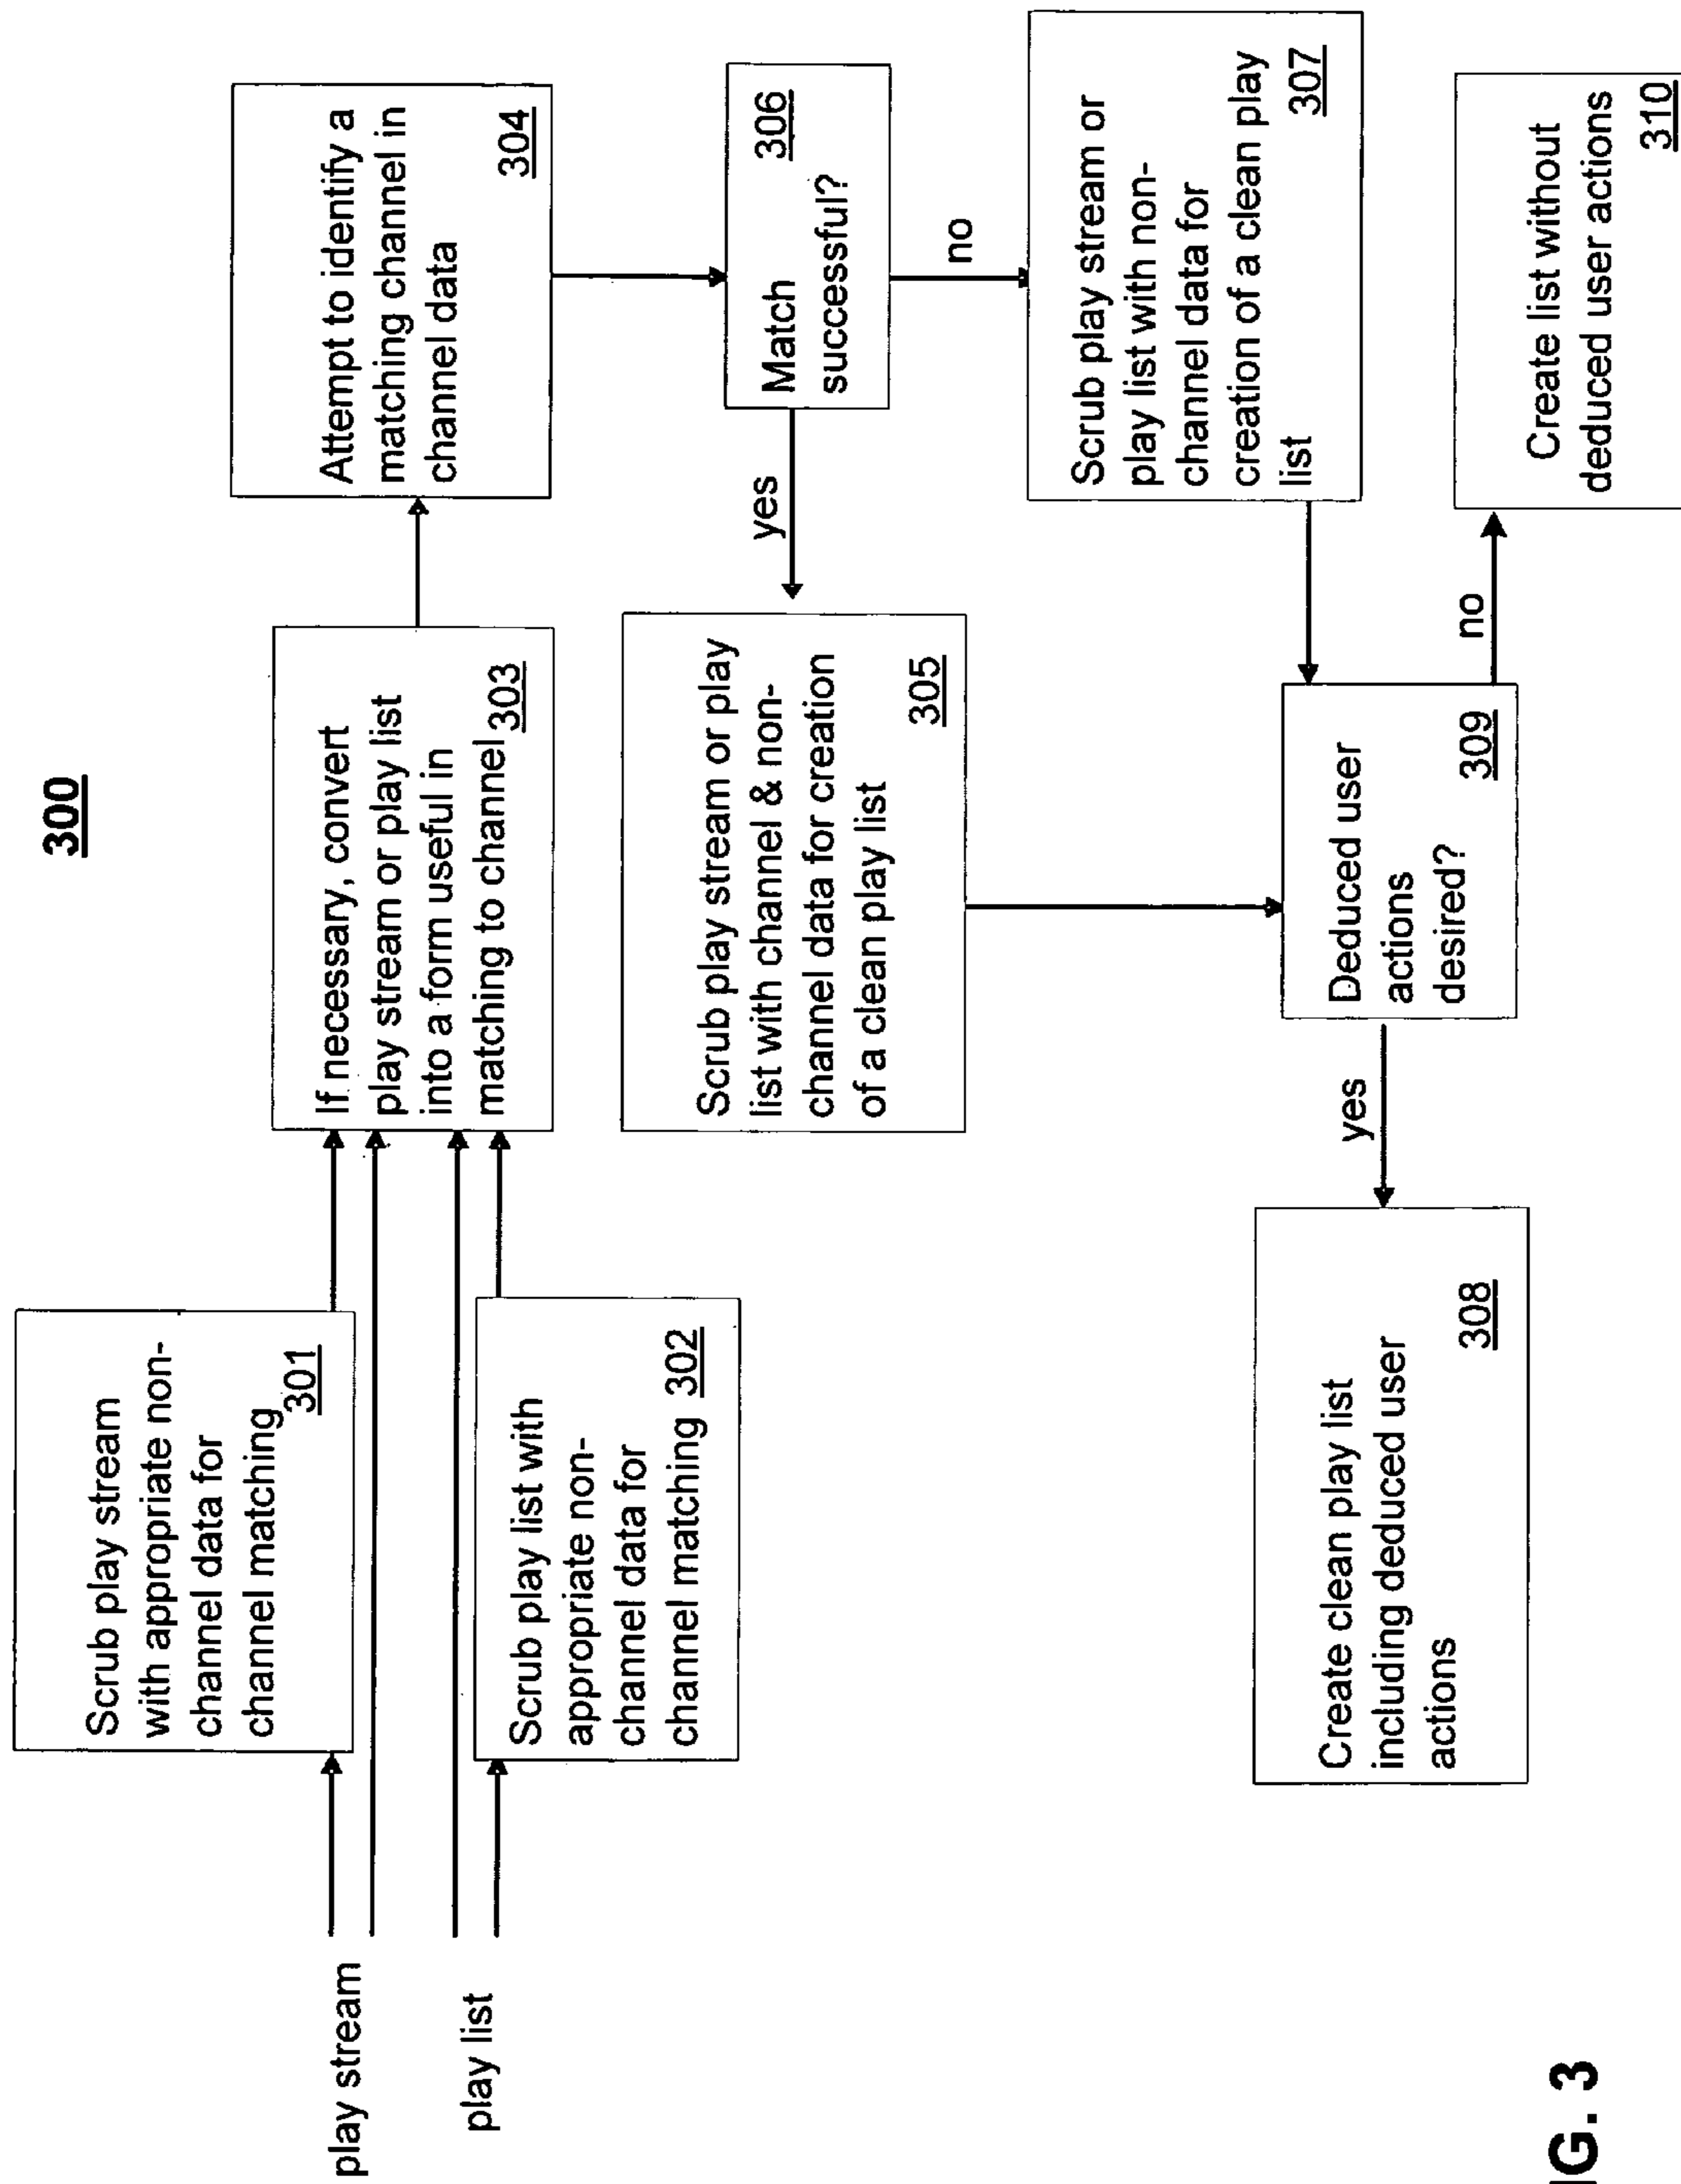 300
play stream
play list
Scrub play stream
with appropriate non-
channel data for
channel matching
301
Scrub play list with
appropriate non-
channel data for
channel matching 302
If necessary, convert
play stream or play list
into a form useful in
matching to channel 303
Attempt to identify a
matching channel in
channel data
304
Match
successful?
306
yes
no
Scrub play stream or play
list with channel & non-
channel data for creation
of a clean play list
305
Scrub play stream or
play list with non-
channel data for
creation of a clean play
list
307
Deduced user
actions
desired?
309
yes
no
Create clean play list
including deduced user
actions
308
Create list without
deduced user actions
310
IG. 3